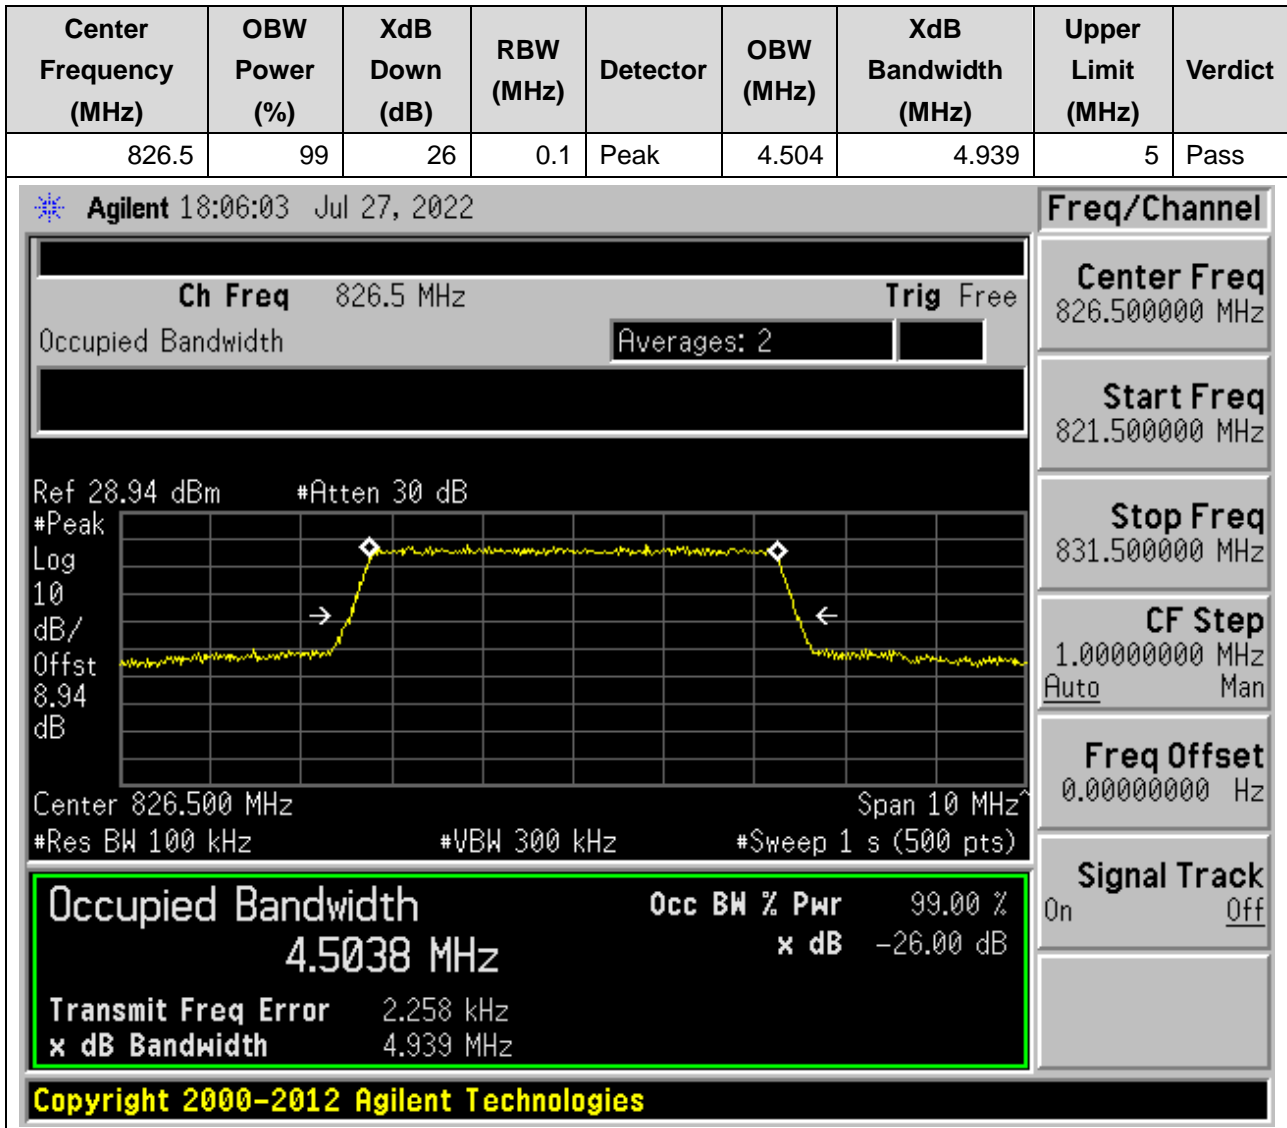 Center Frequency (MHz) OBW Power (%) XdB Down (dB) RBW (MHz) Detector OBW (MHz) XdB Bandwidth (MHz) Upper Limit (MHz) Verdict
826.5 99 26 0.1 Peak 4.504 4.939 5 Pass
Agilent 18:06:03 Jul 27, 2022
Freq/Channel
Ch Freq 826.5 MHz Trig Free
Occupied Bandwidth Averages: 2
Center Freq
826.500000 MHz
Start Freq
821.500000 MHz
Stop Freq
831.500000 MHz
CF Step
1.00000000 MHz
Auto Man
Freq Offset
0.00000000 Hz
Signal Track
On Off
Ref 28.94 dBm #Atten 30 dB
#Peak
Log
10
dB/
Offst
8.94
dB
Center 826.500 MHz Span 10 MHz^
#Res BW 100 kHz #VBW 300 kHz #Sweep 1 s (500 pts)
Occupied Bandwidth Occ BW % Pwr 99.00 %
4.5038 MHz x dB -26.00 dB
Transmit Freq Error 2.258 kHz
x dB Bandwidth 4.939 MHz
Copyright 2000-2012 Agilent Technologies